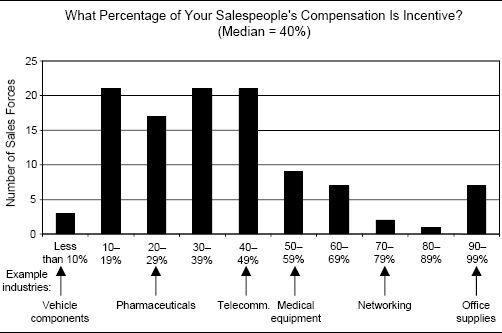 What Percentage of Your Salespeople's Compensation Is Incentive?
(Median = 40%)
Number of Sales Forces
25
20
15
10
5
0
Less than 10%
10–19%
20–29%
30–39%
40–49%
50–59%
60–69%
70–79%
80–89%
90–99%
Example industries:
Vehicle components
Pharmaceuticals
Telecomm.
Medical equipment
Networking
Office supplies